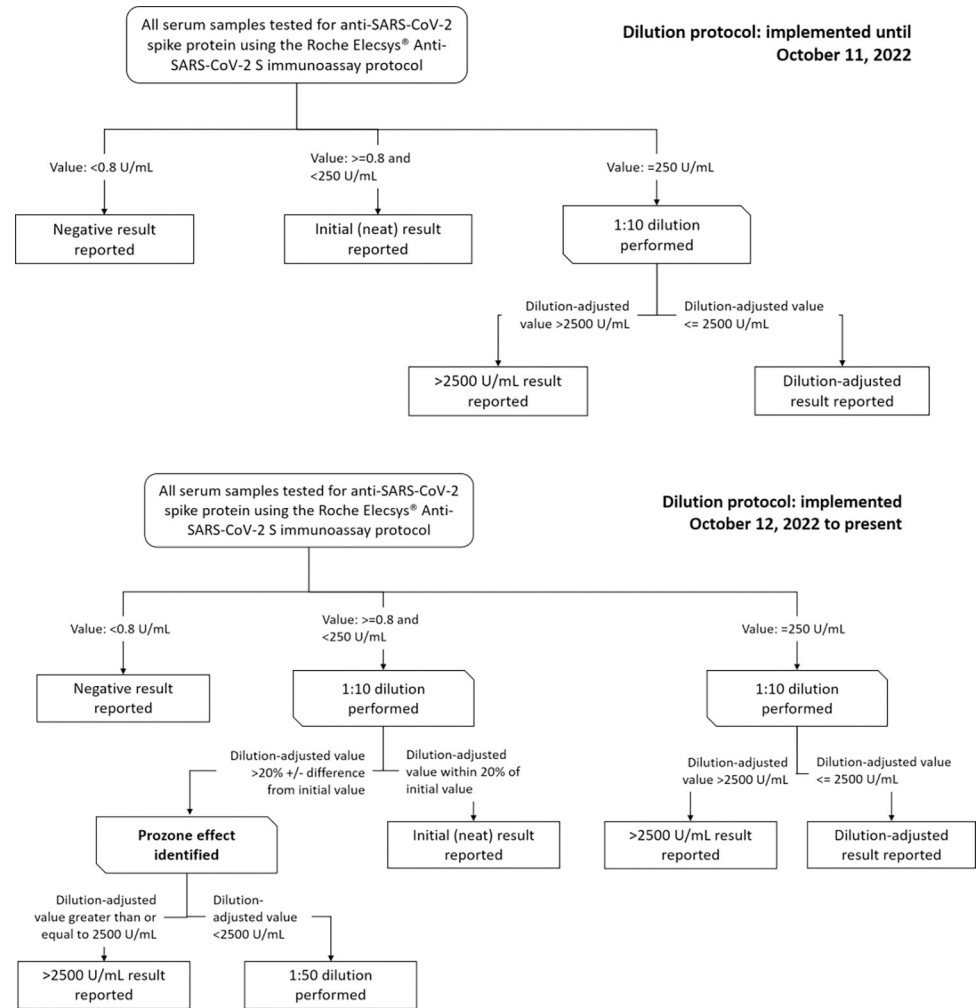 All serum samples tested for anti-SARS-CoV-2
spike protein using the Roche Elecsys® Anti-
SARS-CoV-2 S immunoassay protocol
Dilution protocol: implemented until
October 11, 2022
Value: <0.8 U/mL
Value: >=0.8 and
<250 U/mL
Value: =250 U/mL
Negative result
reported
Initial (neat) result
reported
1:10 dilution
performed
Dilution-adjusted
value >2500 U/mL
Dilution-adjusted value
<= 2500 U/mL
>2500 U/mL result
reported
Dilution-adjusted
result reported
All serum samples tested for anti-SARS-CoV-2
spike protein using the Roche Elecsys® Anti-
SARS-CoV-2 S immunoassay protocol
Dilution protocol: implemented
October 12, 2022 to present
Value: <0.8 U/mL
Value: >=0.8 and
<250 U/mL
Value: =250 U/mL
Negative result
reported
1:10 dilution
performed
1:10 dilution
performed
Dilution-adjusted value
>20% +/- difference
from initial value
Dilution-adjusted
value within 20% of
initial value
Dilution-adjusted
value >2500 U/mL
Dilution-adjusted value
<= 2500 U/mL
Prozone effect
identified
Initial (neat) result
reported
>2500 U/mL result
reported
Dilution-adjusted
result reported
Dilution-adjusted
value greater than or
equal to 2500 U/mL
Dilution-
adjusted value
<2500 U/mL
>2500 U/mL result
reported
1:50 dilution
performed